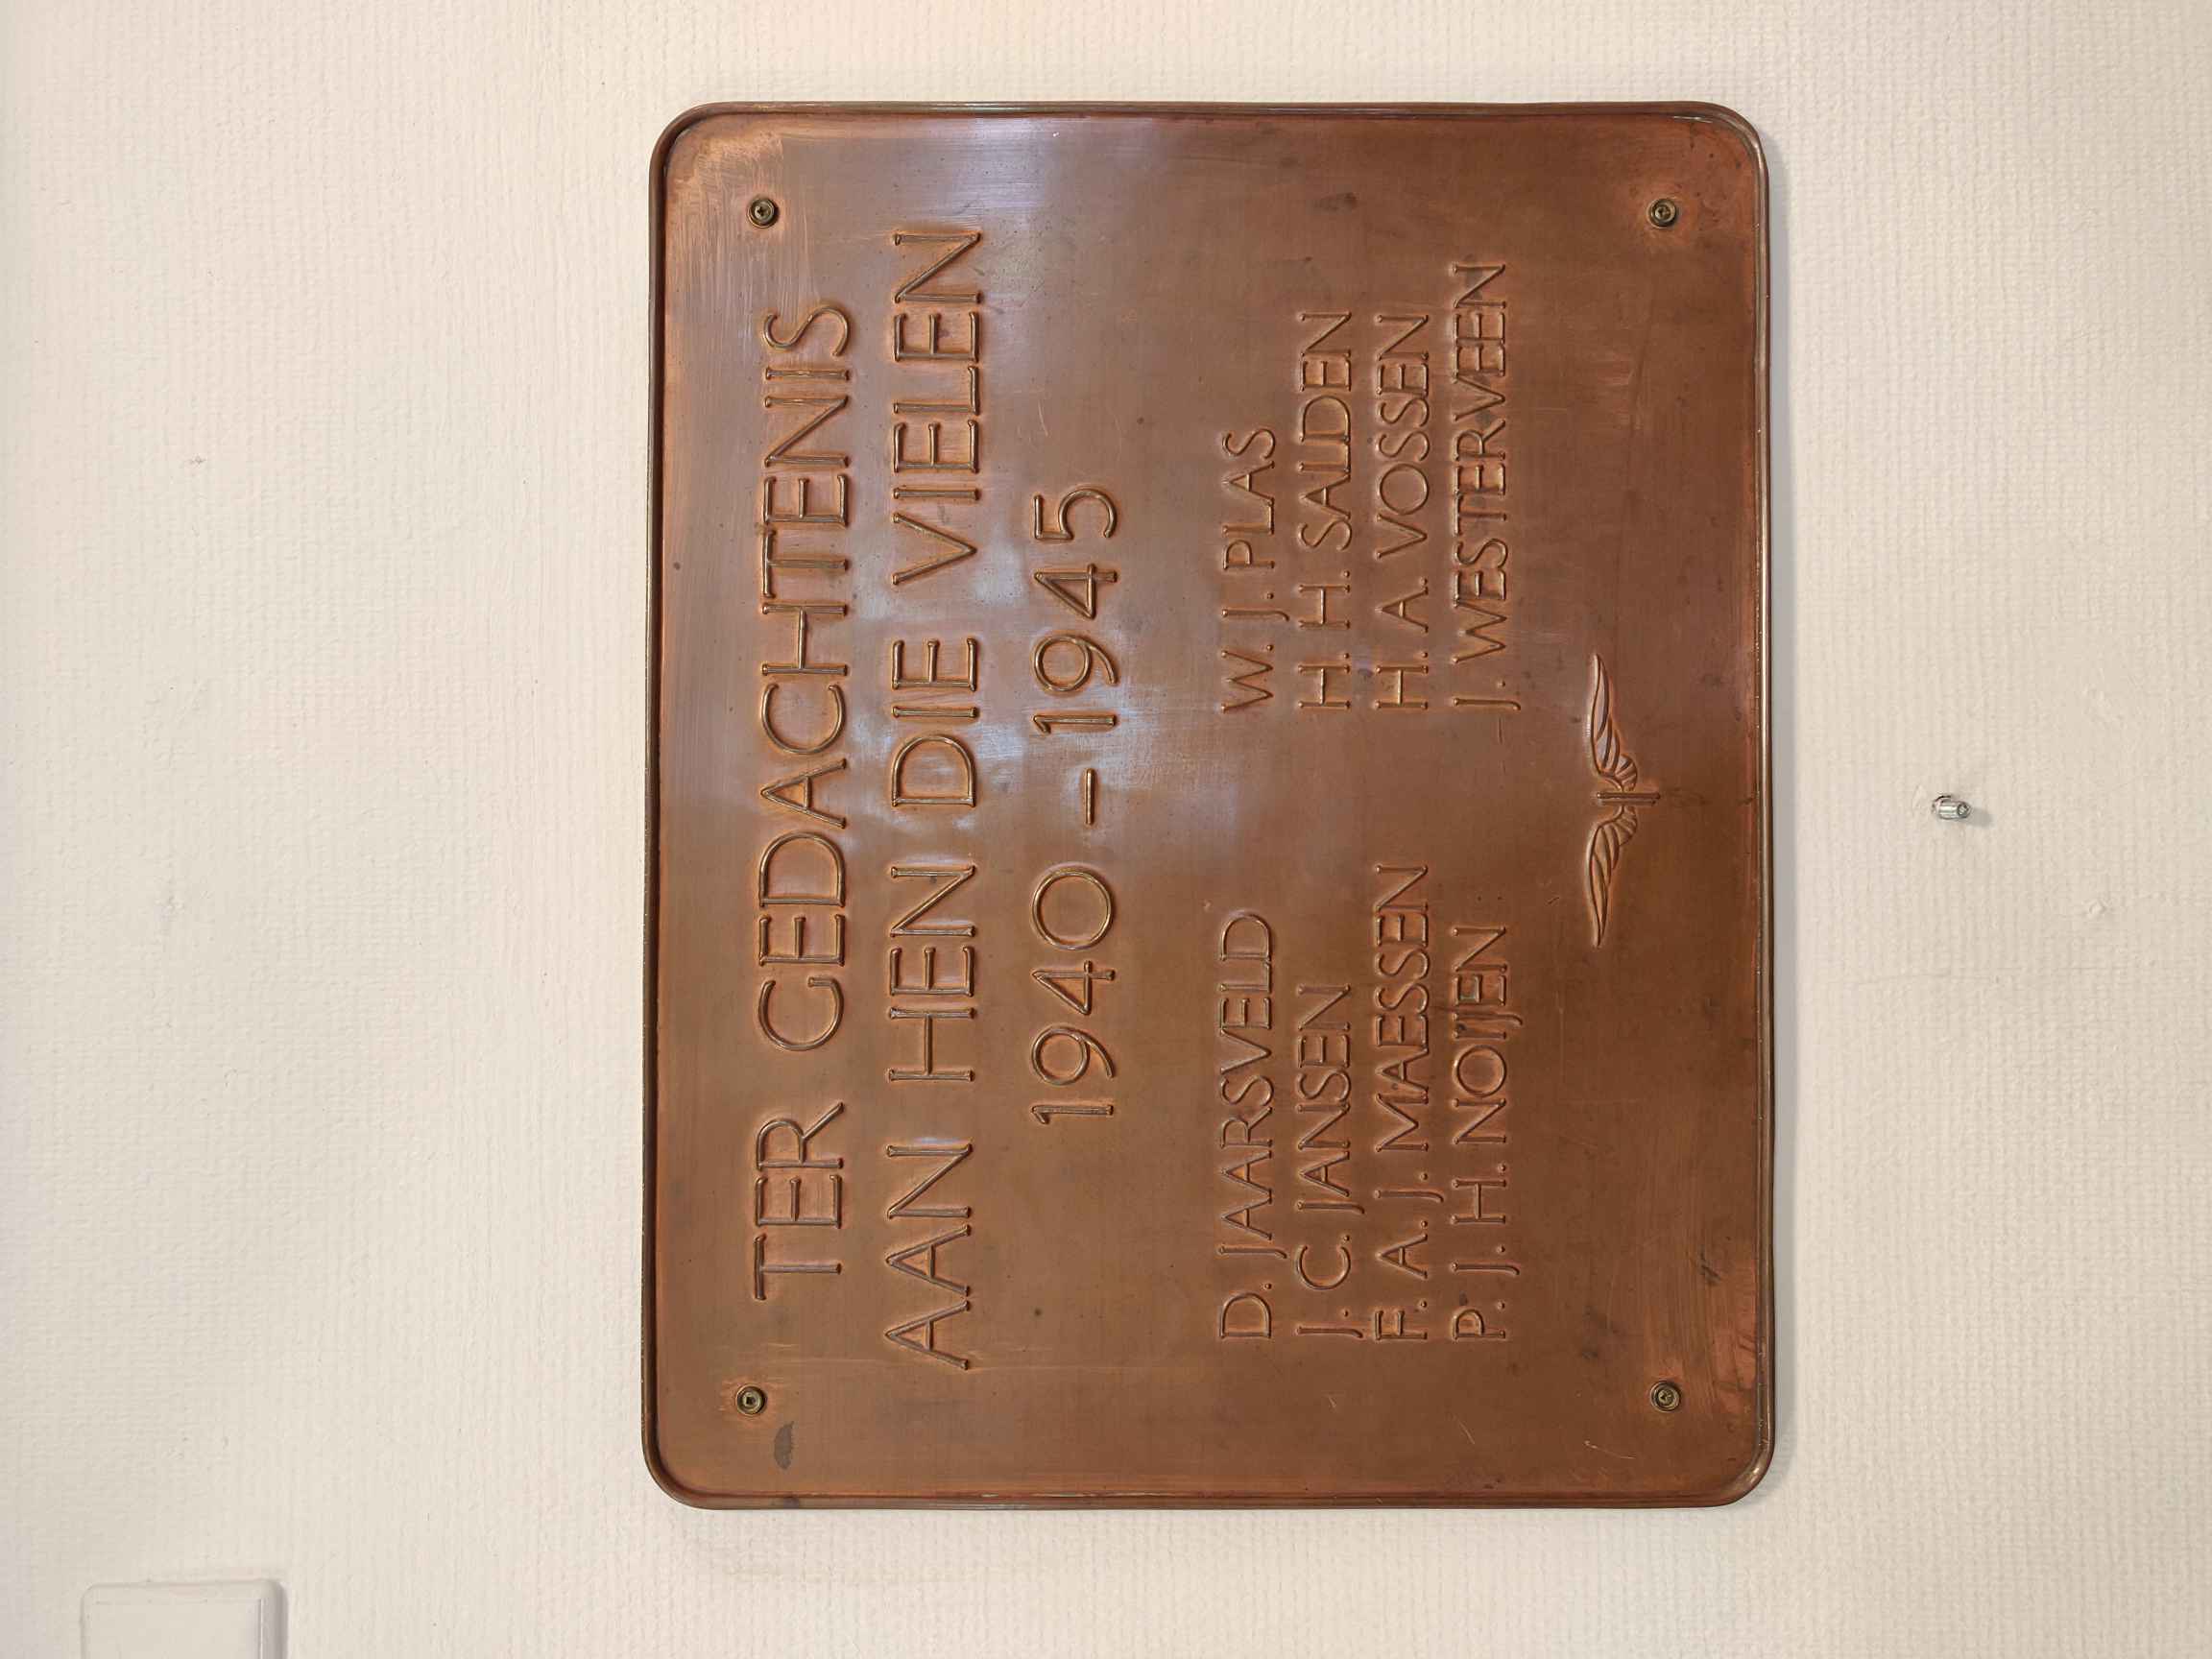 TER GEDACHTENIS
AAN HEN DIE VIELEN
1940 – 1945
D. JAARSVELD
J. C. JANSEN
F. A. J. MAESSEN
P. J. H. NOIJEN
W. J. PLAS
H. H. SALDEN
H. A. VOSSEN
J. WESTERVEEN